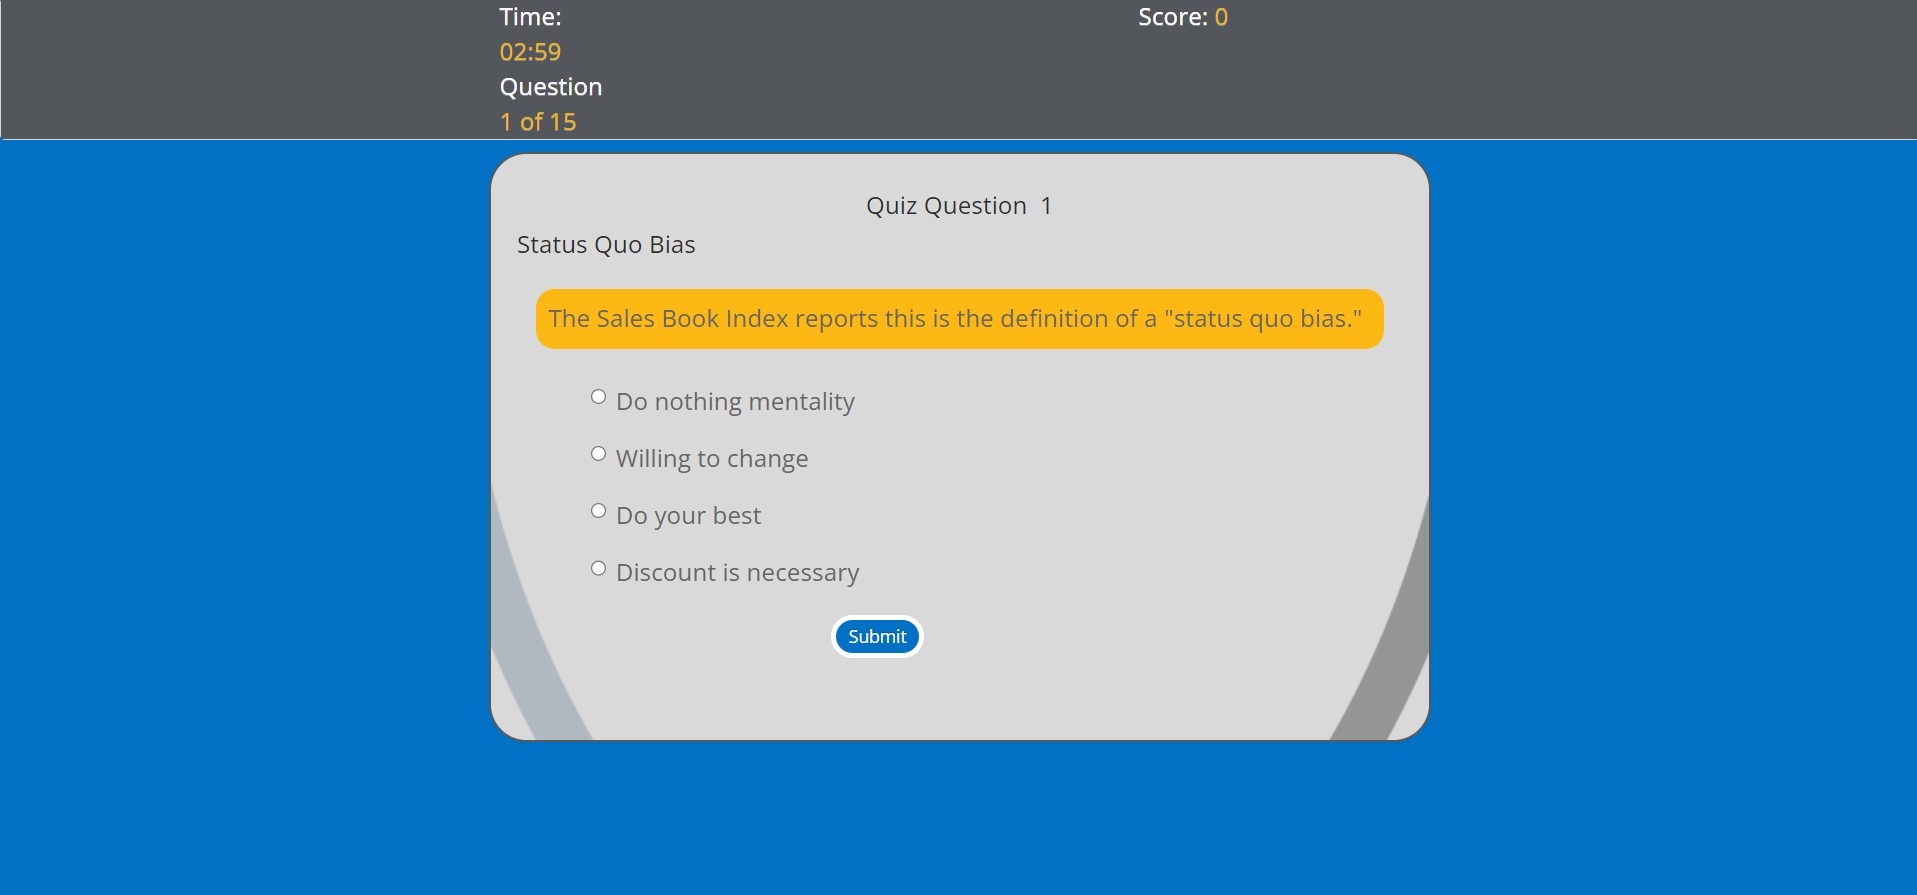 Time:
02:59
Question
1 of 15
Score: 0
Quiz Question 1
Status Quo Bias
The Sales Book Index reports this is the definition of a "status quo bias."
Do nothing mentality
Willing to change
Do your best
Discount is necessary
Submit